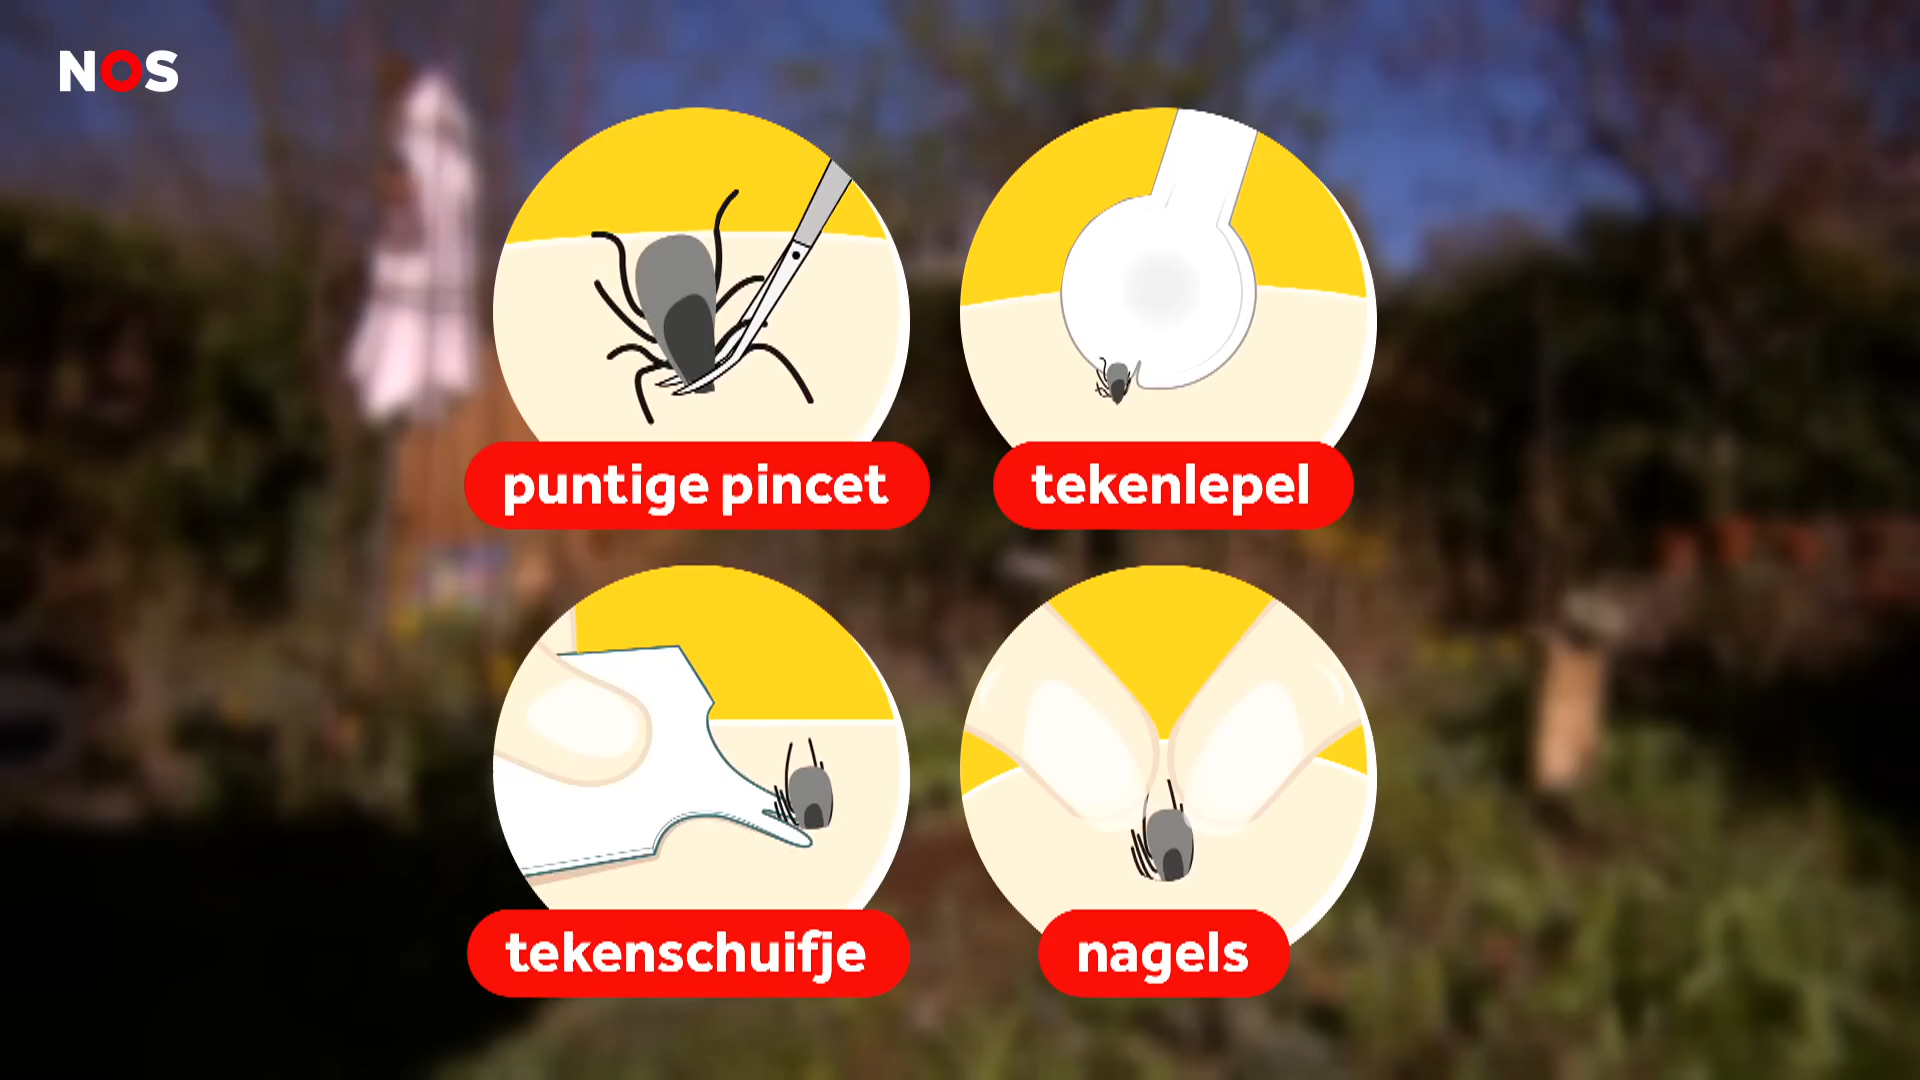 NOS
puntige pincet
tekenlepel
tekenschuifje
nagels